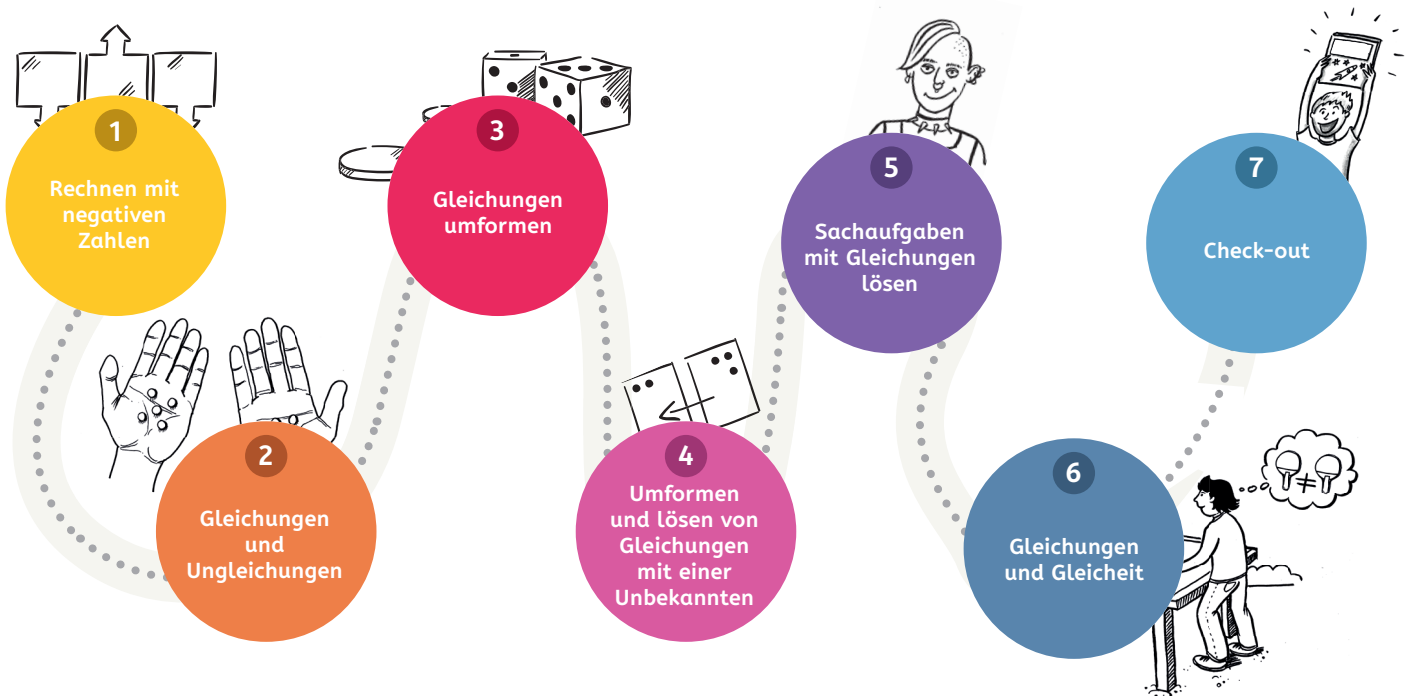 1
Rechnen mit
negativen
Zahlen
2
Gleichungen
und
Ungleichungen
3
Gleichungen
umformen
4
Umformen
und lösen von
Gleichungen
mit einer
Unbekannten
5
Sachaufgaben
mit Gleichungen
lösen
6
Gleichungen
und Gleicheit
≠
7
Check-out